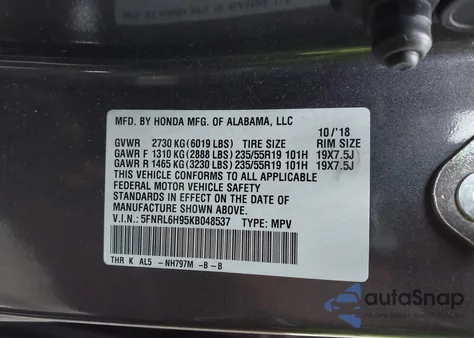 MFD. BY HONDA MFG. OF ALABAMA, LLC
10/'18
GVWR 2730 KG(6019 LBS) TIRE SIZE RIM SIZE
GAWR F 1310 KG(2888 LBS) 235/55R19 101H 19X7.5J
GAWR R 1465 KG(3230 LBS) 235/55R19 101H 19X7.5J
THIS VEHICLE CONFORMS TO ALL APPLICABLE
FEDERAL MOTOR VEHICLE SAFETY
STANDARDS IN EFFECT ON THE DATE OF
MANUFACTURE SHOWN ABOVE.
V.I.N.: 5FNRL6H95KB048537 TYPE: MPV
THR K AL5 -NH797M -B -B
autoSnap